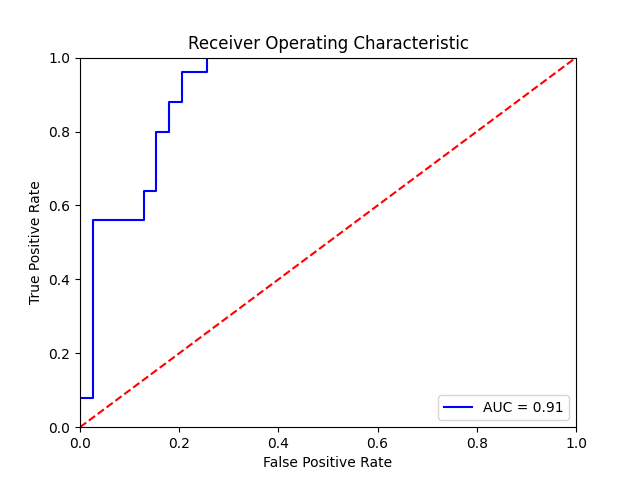 Receiver Operating Characteristic
1.0
0.8
0.6
0.4
0.2
0.0
True Positive Rate
AUC = 0.91
0.0 0.2 0.4 0.6 0.8 1.0
False Positive Rate